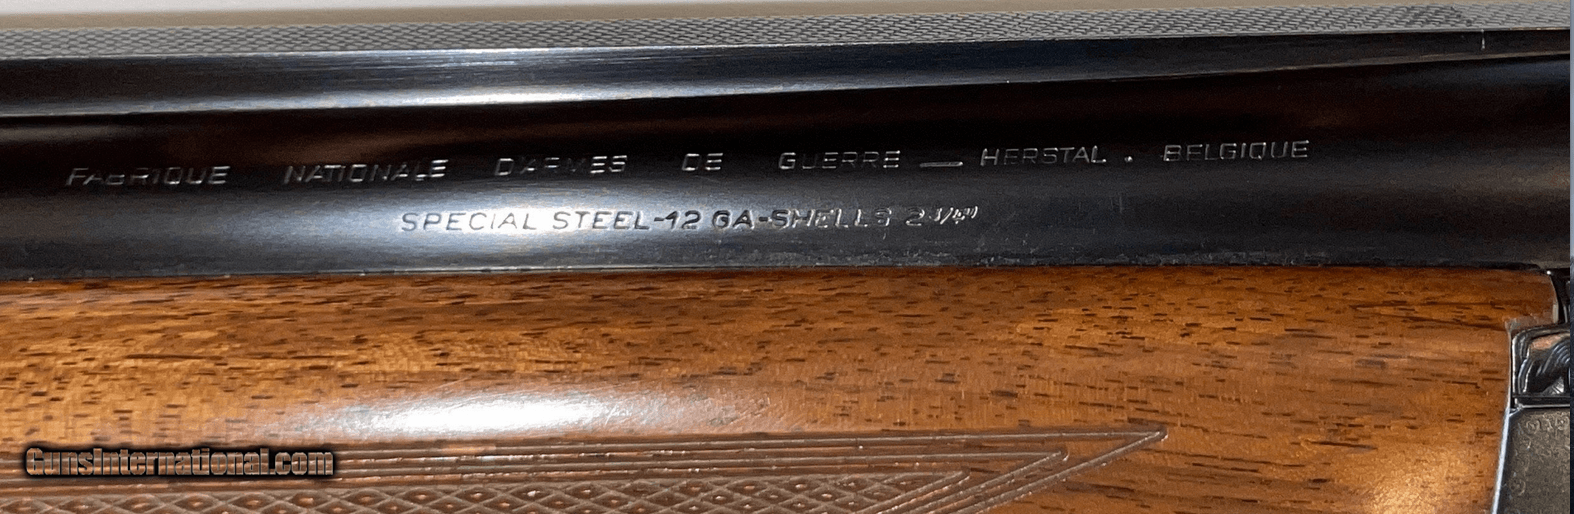 FABRIQUE NATIONALE D'ARMES DE GUERRE — HERSTAL . BELGIQUE
SPECIAL STEEL-12 GA-SHELLS 2 3/4"
GunsInternational.com